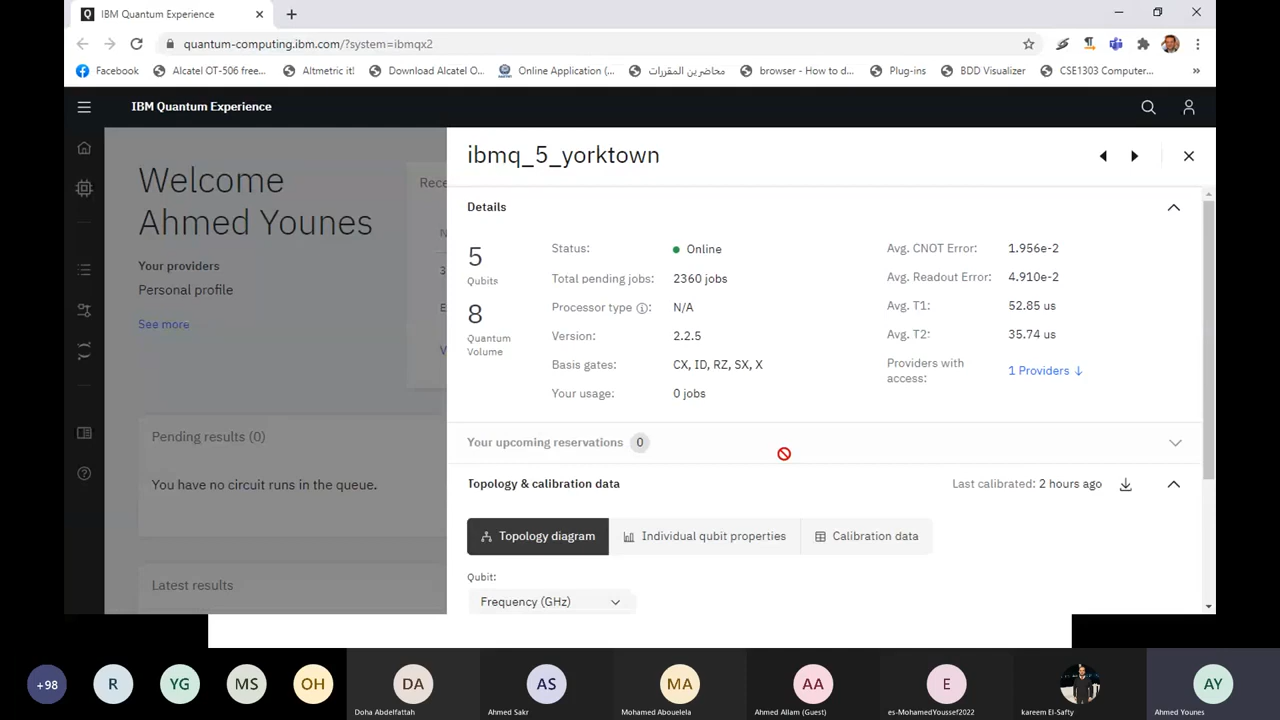 IBM Quantum Experience
quantum-computing.ibm.com/?system=ibmqx2
Facebook
Alcatel OT-506 free...
Altmetric it!
Download Alcatel O...
Online Application (...
محاضرين المقررات
browser - How to d...
Plug-ins
BDD Visualizer
CSE1303 Computer...
»
IBM Quantum Experience
Welcome
Ahmed Younes
Your providers
Personal profile
See more
Rece
N
3
E
V
Pending results (0)
You have no circuit runs in the queue.
Latest results
ibmq_5_yorktown
Details
5
Qubits
8
Quantum
Volume
Status: Online
Total pending jobs: 2360 jobs
Processor type: N/A
Version: 2.2.5
Basis gates: CX, ID, RZ, SX, X
Your usage: 0 jobs
Avg. CNOT Error: 1.956e-2
Avg. Readout Error: 4.910e-2
Avg. T1: 52.85 us
Avg. T2: 35.74 us
Providers with
access: 1 Providers ↓
Your upcoming reservations 0
Topology & calibration data
Last calibrated: 2 hours ago
Topology diagram
Individual qubit properties
Calibration data
Qubit:
Frequency (GHz)
+98
R
YG
MS
OH
DA
Doha Abdelfattah
AS
Ahmed Sakr
MA
Mohamed Abouelela
AA
Ahmed Allam (Guest)
E
es-MohamedYoussef2022
kareem El-Safty
AY
Ahmed Younes